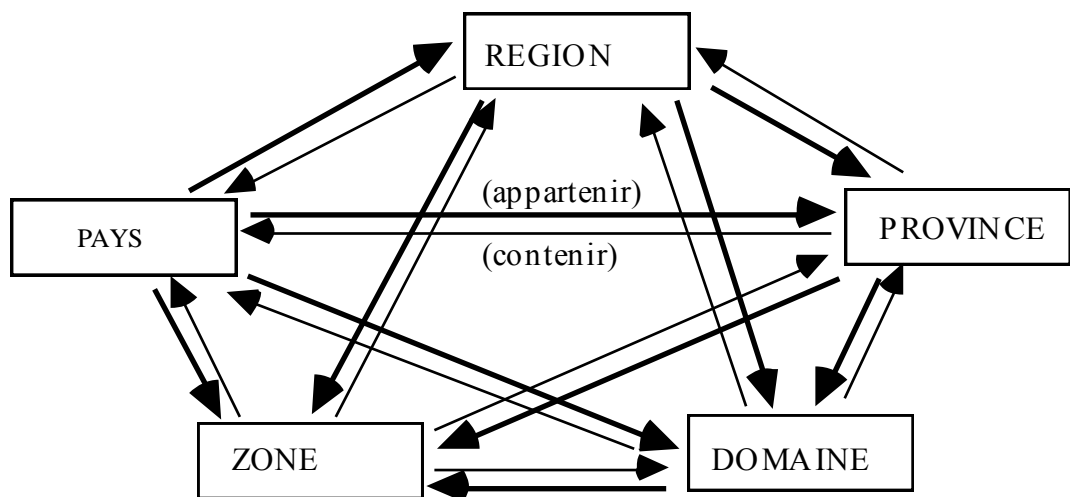 REGION
(appartenir)
PAYS
PROVINCE
(contenir)
ZONE
DOMAINE